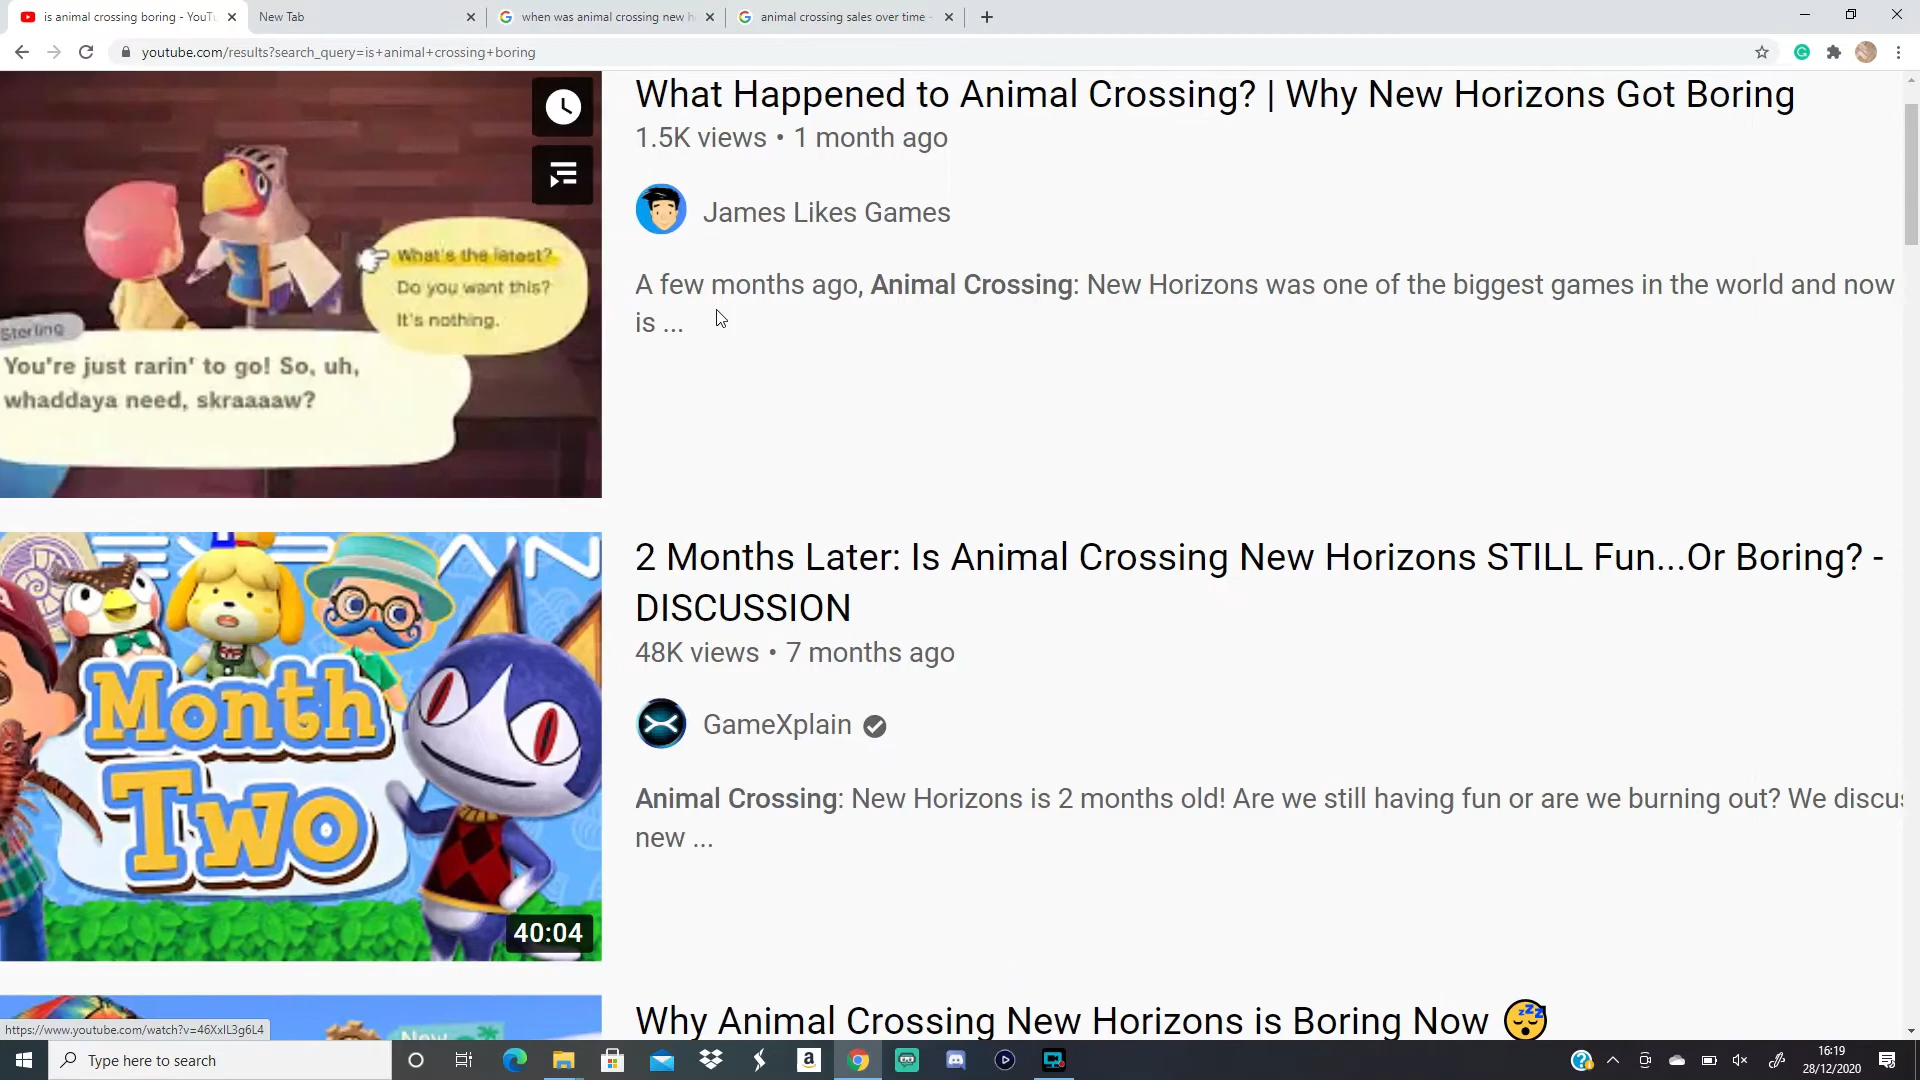 is animal crossing boring - YouT
New Tab
when was animal crossing new h
animal crossing sales over time -
youtube.com/results?search_query=is+animal+crossing+boring
What Happened to Animal Crossing? | Why New Horizons Got Boring
1.5K views • 1 month ago
James Likes Games
A few months ago, Animal Crossing: New Horizons was one of the biggest games in the world and now
is ...
What's the latest?
Do you want this?
It's nothing.
Sterling
You're just rarin' to go! So, uh,
whaddaya need, skraaaaw?
2 Months Later: Is Animal Crossing New Horizons STILL Fun...Or Boring? -
DISCUSSION
48K views • 7 months ago
GameXplain
Animal Crossing: New Horizons is 2 months old! Are we still having fun or are we burning out? We discus
new ...
Month
Two
40:04
Why Animal Crossing New Horizons is Boring Now 😴
New
https://www.youtube.com/watch?v=46XxIL3g6L4
Type here to search
16:19
28/12/2020